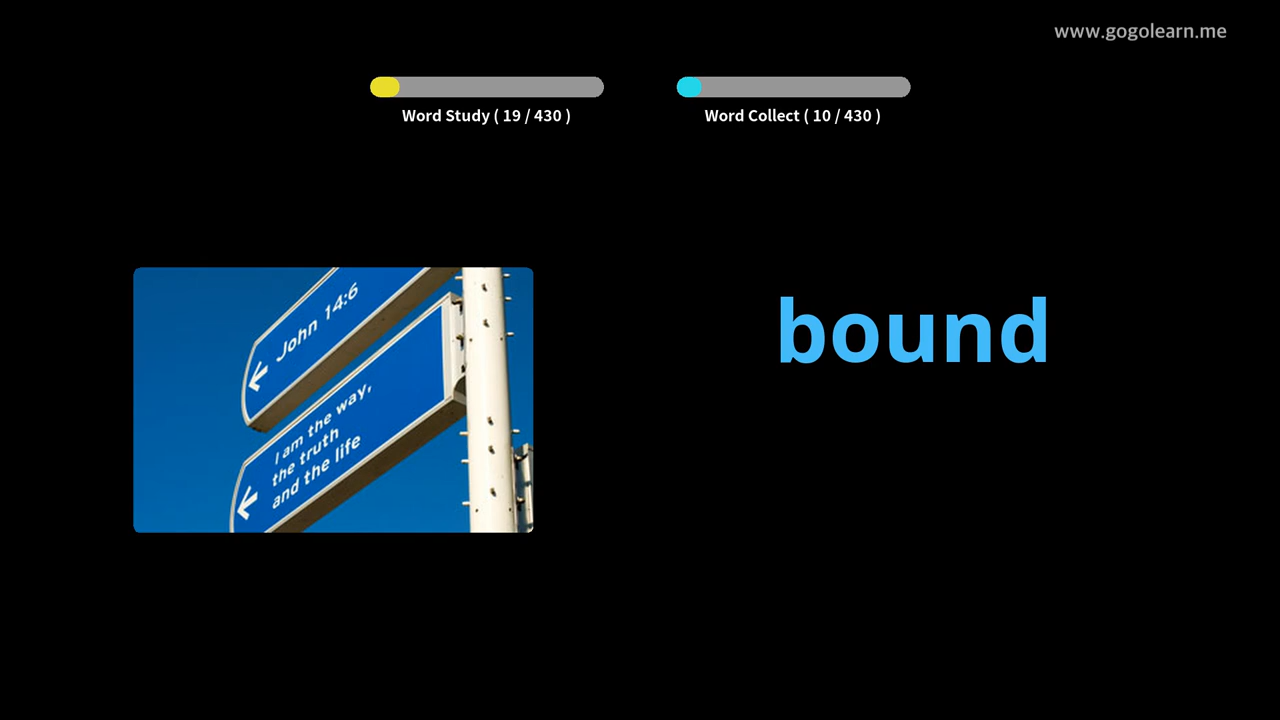 www.gogolearn.me
Word Study ( 19 / 430 )
Word Collect ( 10 / 430 )
John 14:6
I am the way,
the truth
and the life
bound